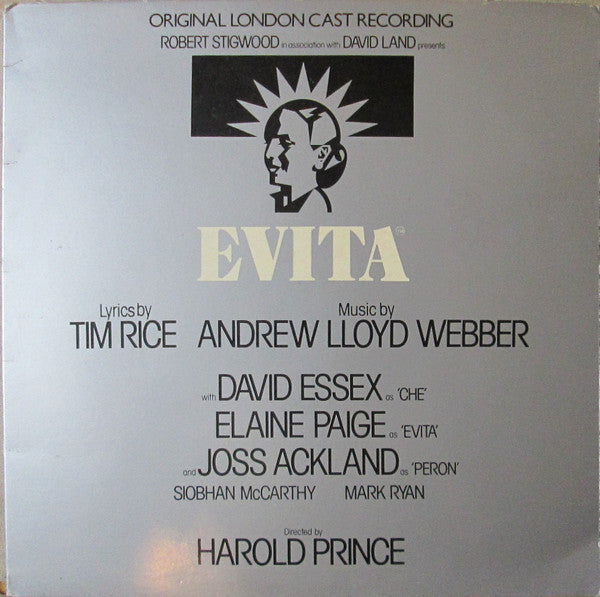 ORIGINAL LONDON CAST RECORDING
ROBERT STIGWOOD in association with DAVID LAND presents
EVITA™
Lyrics by Music by
TIM RICE ANDREW LLOYD WEBBER
with DAVID ESSEX as 'CHE'
ELAINE PAIGE as 'EVITA'
and JOSS ACKLAND as 'PERON'
SIOBHAN McCARTHY MARK RYAN
Directed by
HAROLD PRINCE